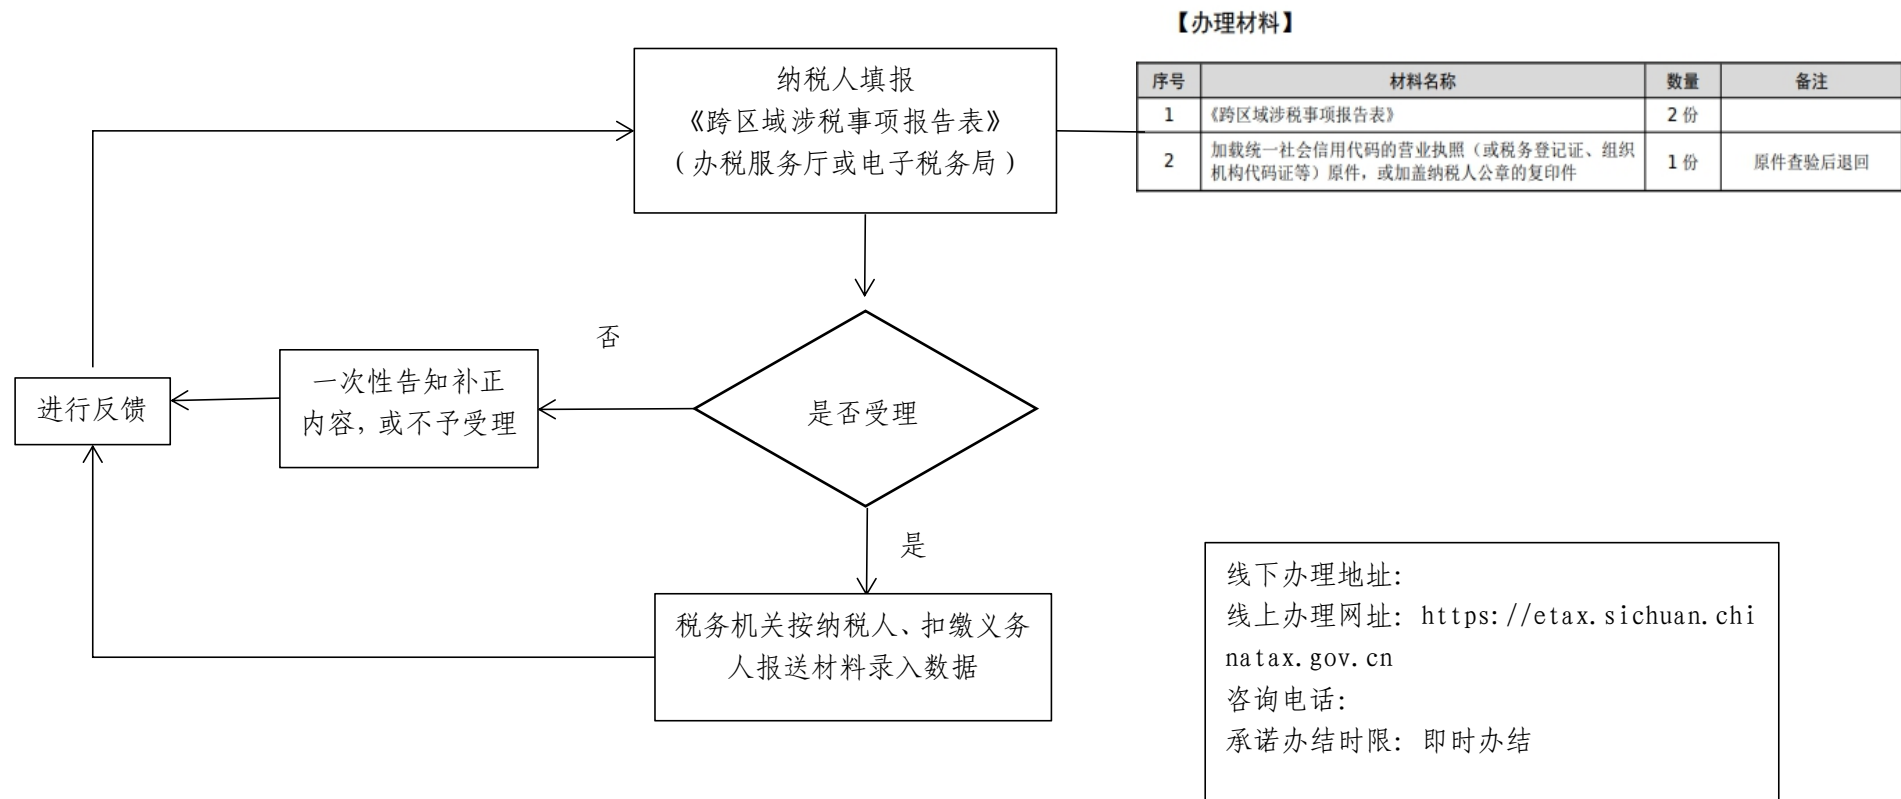 【办理材料】
纳税人填报
《跨区域涉税事项报告表》
(办税服务厅或电子税务局)
序号 材料名称 数量 备注
1 《跨区域涉税事项报告表》 2 份
2 加载统一社会信用代码的营业执照（或税务登记证、组织
机构代码证等）原件，或加盖纳税人公章的复印件 1 份 原件查验后退回
否
一次性告知补正
内容，或不予受理
进行反馈
是否受理
是
税务机关按纳税人、扣缴义务
人报送材料录入数据
线下办理地址：
线上办理网址：https://etax.sichuan.chi
natax.gov.cn
咨询电话：
承诺办结时限：即时办结